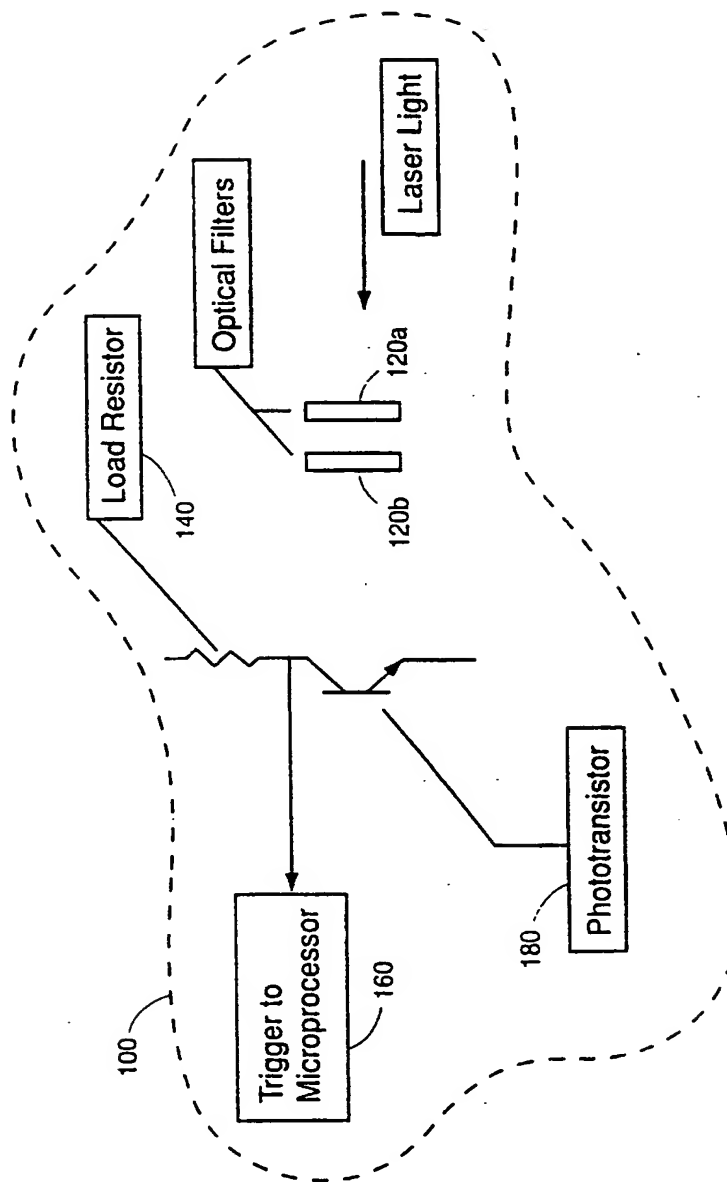 Load Resistor
140
Optical Filters
Laser Light
120a
120b
100
Trigger to
Microprocessor
160
180
Phototransistor